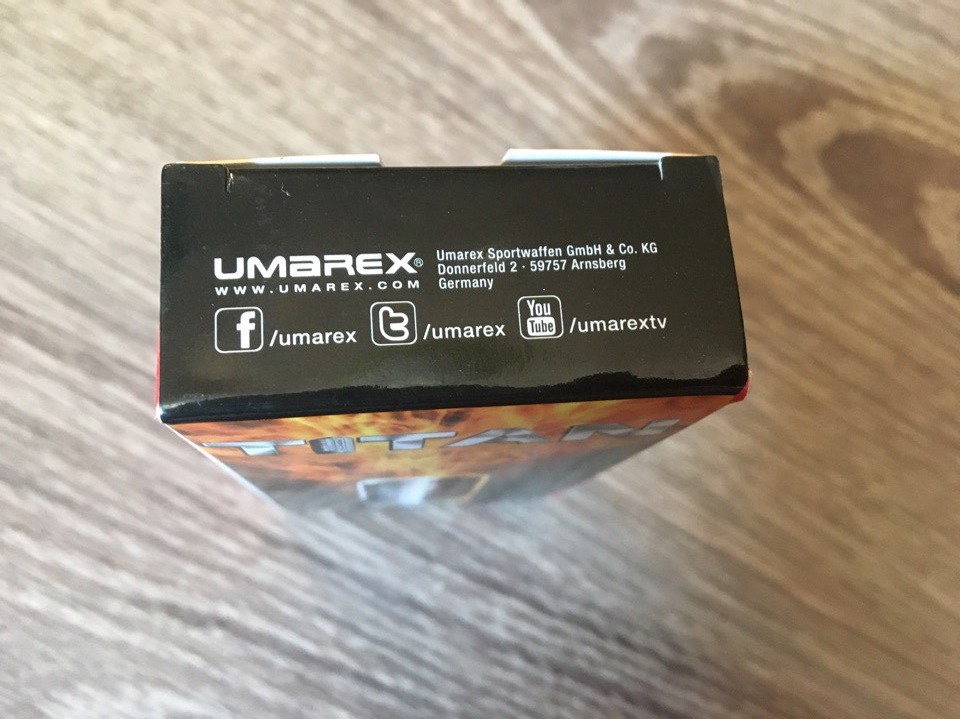 UMAREX®
WWW.UMAREX.COM
Umarex Sportwaffen GmbH & Co. KG
Donnerfeld 2 · 59757 Arnsberg
Germany
f /umarex
t /umarex
You Tube /umarextv
TITAN